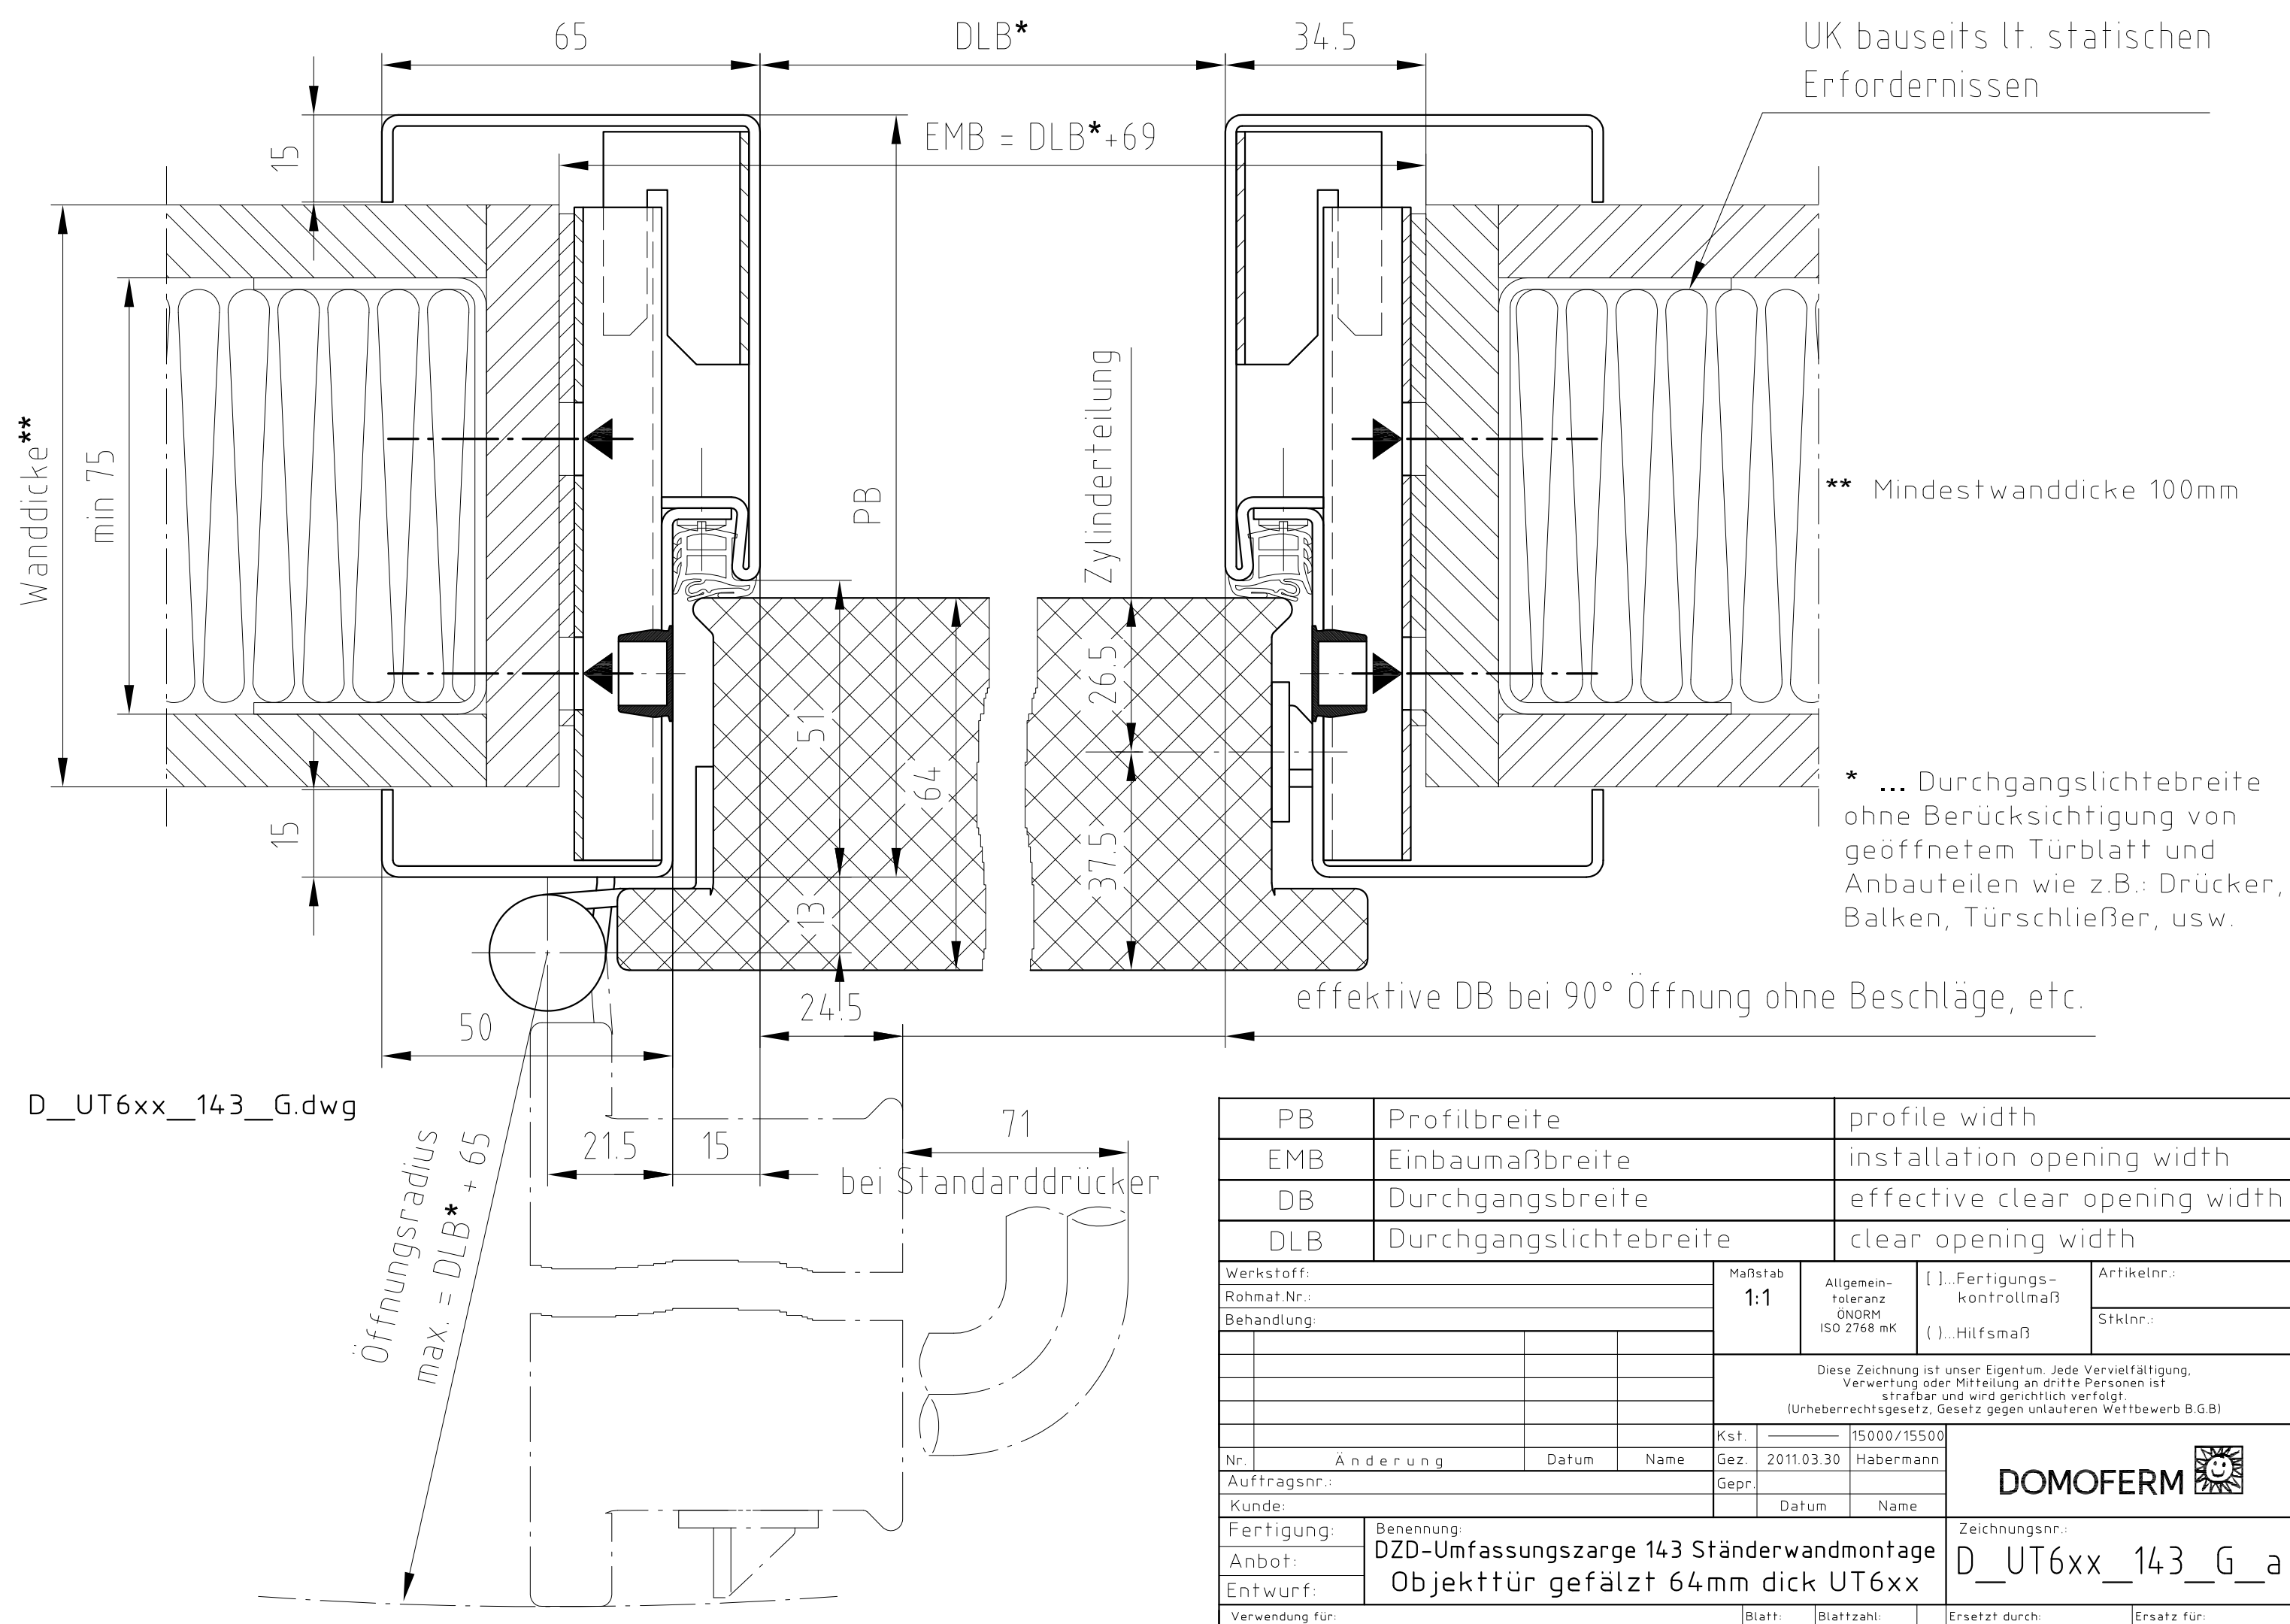 65
DLB*
34.5
UK bauseits lt. statischen
Erfordernissen
EMB = DLB*+69
15
Wanddicke**
min 75
PB
Zylinderteilung
** Mindestwanddicke 100mm
26.5
51
64
37.5
15
13
* ... Durchgangslichtebreite
ohne Berücksichtigung von
geöffnetem Türblatt und
Anbauteilen wie z.B.: Drücker,
Balken, Türschließer, usw.
effektive DB bei 90° Öffnung ohne Beschläge, etc.
24.5
50
D__UT6xx__143__G.dwg
21.5
15
71
bei Standarddrücker
Öffnungsradius
max. = DLB* + 65
PB Profilbreite profile width
EMB Einbaumaßbreite installation opening width
DB Durchgangsbreite effective clear opening width
DLB Durchgangslichtebreite clear opening width
Werkstoff:
Rohmat.Nr.:
Behandlung:
Maßstab
1:1
Allgemein-
toleranz
ÖNORM
ISO 2768 mK
[ ]...Fertigungs-
kontrollmaß
( )...Hilfsmaß
Artikelnr.:
Stklnr.:
Diese Zeichnung ist unser Eigentum. Jede Vervielfältigung,
Verwertung oder Mitteilung an dritte Personen ist
strafbar und wird gerichtlich verfolgt.
(Urheberrechtsgesetz, Gesetz gegen unlauteren Wettbewerb B.G.B)
Kst. 15000/15500
Nr. Änderung Datum Name
Gez. 2011.03.30 Habermann
Gepr.
Datum Name
Auftragsnr.:
Kunde:
DOMOFERM
Fertigung:
Anbot:
Entwurf:
Benennung:
DZD-Umfassungszarge 143 Ständerwandmontage
Objekttür gefälzt 64mm dick UT6xx
Zeichnungsnr.:
D__UT6xx__143__G__a
Verwendung für: Blatt: Blattzahl: Ersetzt durch: Ersatz für: